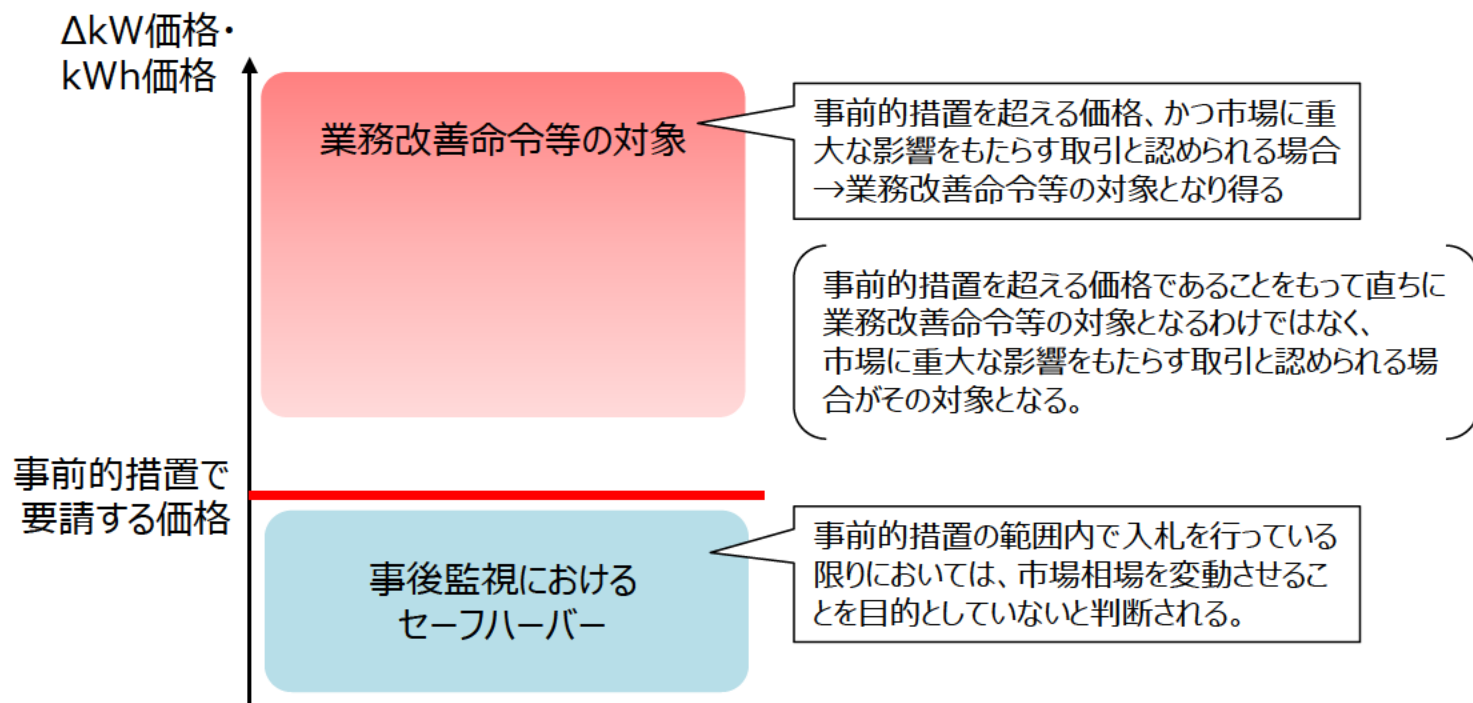 ΔkW価格・
kWh価格
業務改善命令等の対象
事前的措置を超える価格、かつ市場に重
大な影響をもたらす取引と認められる場合
→業務改善命令等の対象となり得る
事前的措置を超える価格であることをもって直ちに
業務改善命令等の対象となるわけではなく、
市場に重大な影響をもたらす取引と認められる場
合がその対象となる。
事前的措置で
要請する価格
事後監視における
セーフハーバー
事前的措置の範囲内で入札を行っている
限りにおいては、市場相場を変動させるこ
とを目的としていないと判断される。